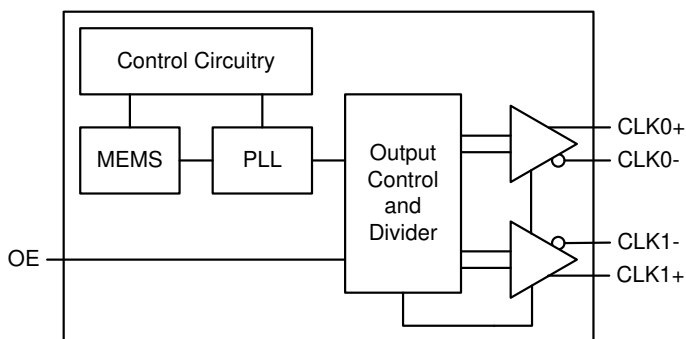 Control Circuitry
MEMS
PLL
Output
Control
and
Divider
OE
CLK0+
CLK0-
CLK1-
CLK1+